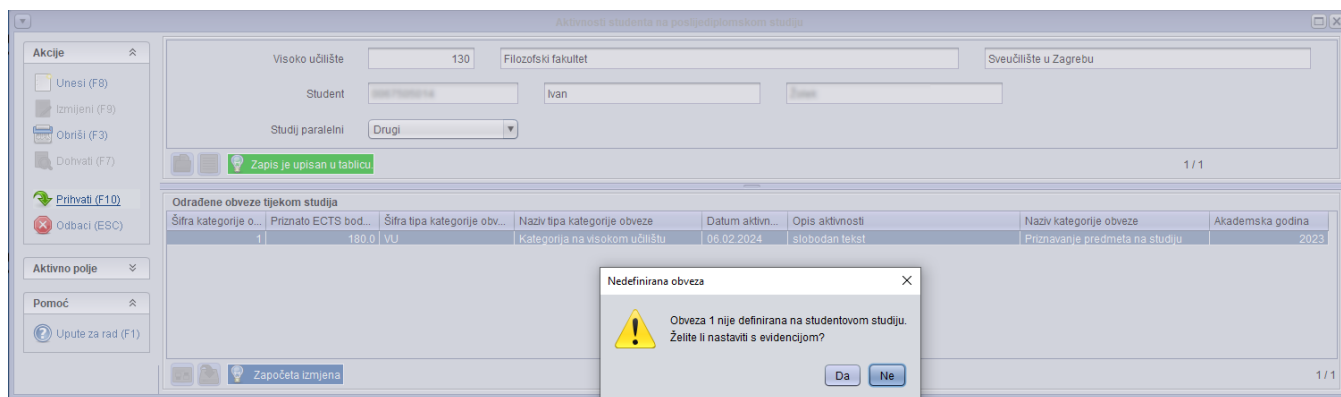 Aktivnosti studenta na poslijediplomskom studiju
Akcije
Unesi (F8)
Izmijeni (F9)
Obriši (F3)
Dohvati (F7)
Prihvati (F10)
Odbaci (ESC)
Aktivno polje
Pomoć
Upute za rad (F1)
Visoko učilište 130 Filozofski fakultet Sveučilište u Zagrebu
Student Ivan
Studij paralelni Drugi
Zapis je upisan u tablicu. 1 / 1
Odrađene obveze tijekom studija
Šifra kategorije o... Priznato ECTS bod... Šifra tipa kategorije obv... Naziv tipa kategorije obveze Datum aktivn... Opis aktivnosti Naziv kategorije obveze Akademska godina
1 180.0 VU Kategorija na visokom učilištu 06.02.2024 slobodan tekst Priznavanje predmeta na studiju 2023
Nedefinirana obveza
Obveza 1 nije definirana na studentovom studiju.
Želite li nastaviti s evidencijom?
Da Ne
Započeta izmjena 1 / 1